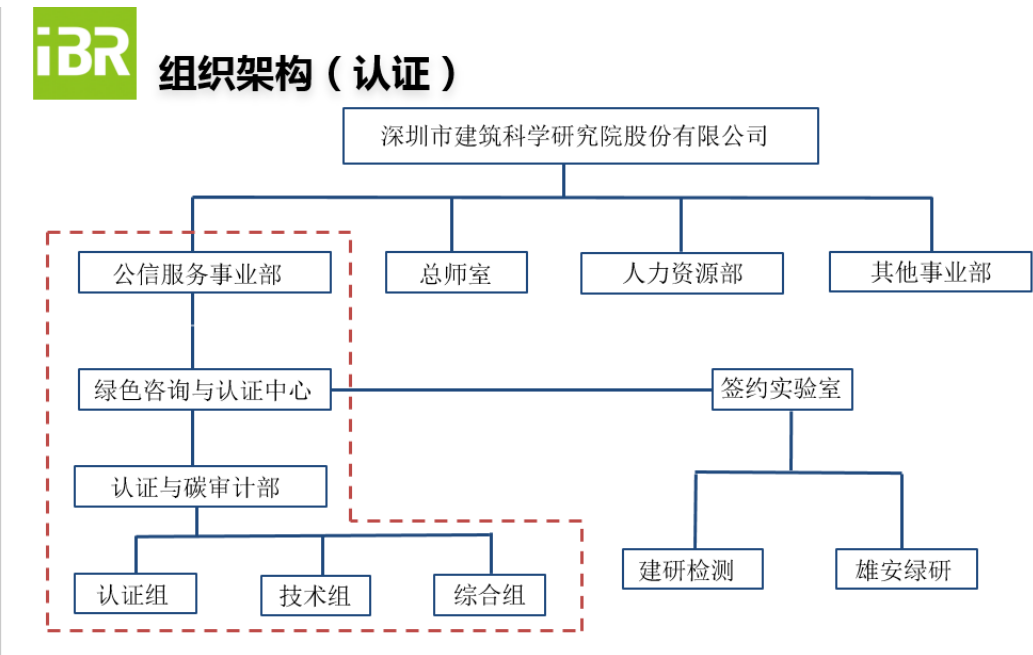 iBR
组织架构（认证）
深圳市建筑科学研究院股份有限公司
公信服务事业部
总师室
人力资源部
其他事业部
绿色咨询与认证中心
签约实验室
认证与碳审计部
建研检测
雄安绿研
认证组
技术组
综合组